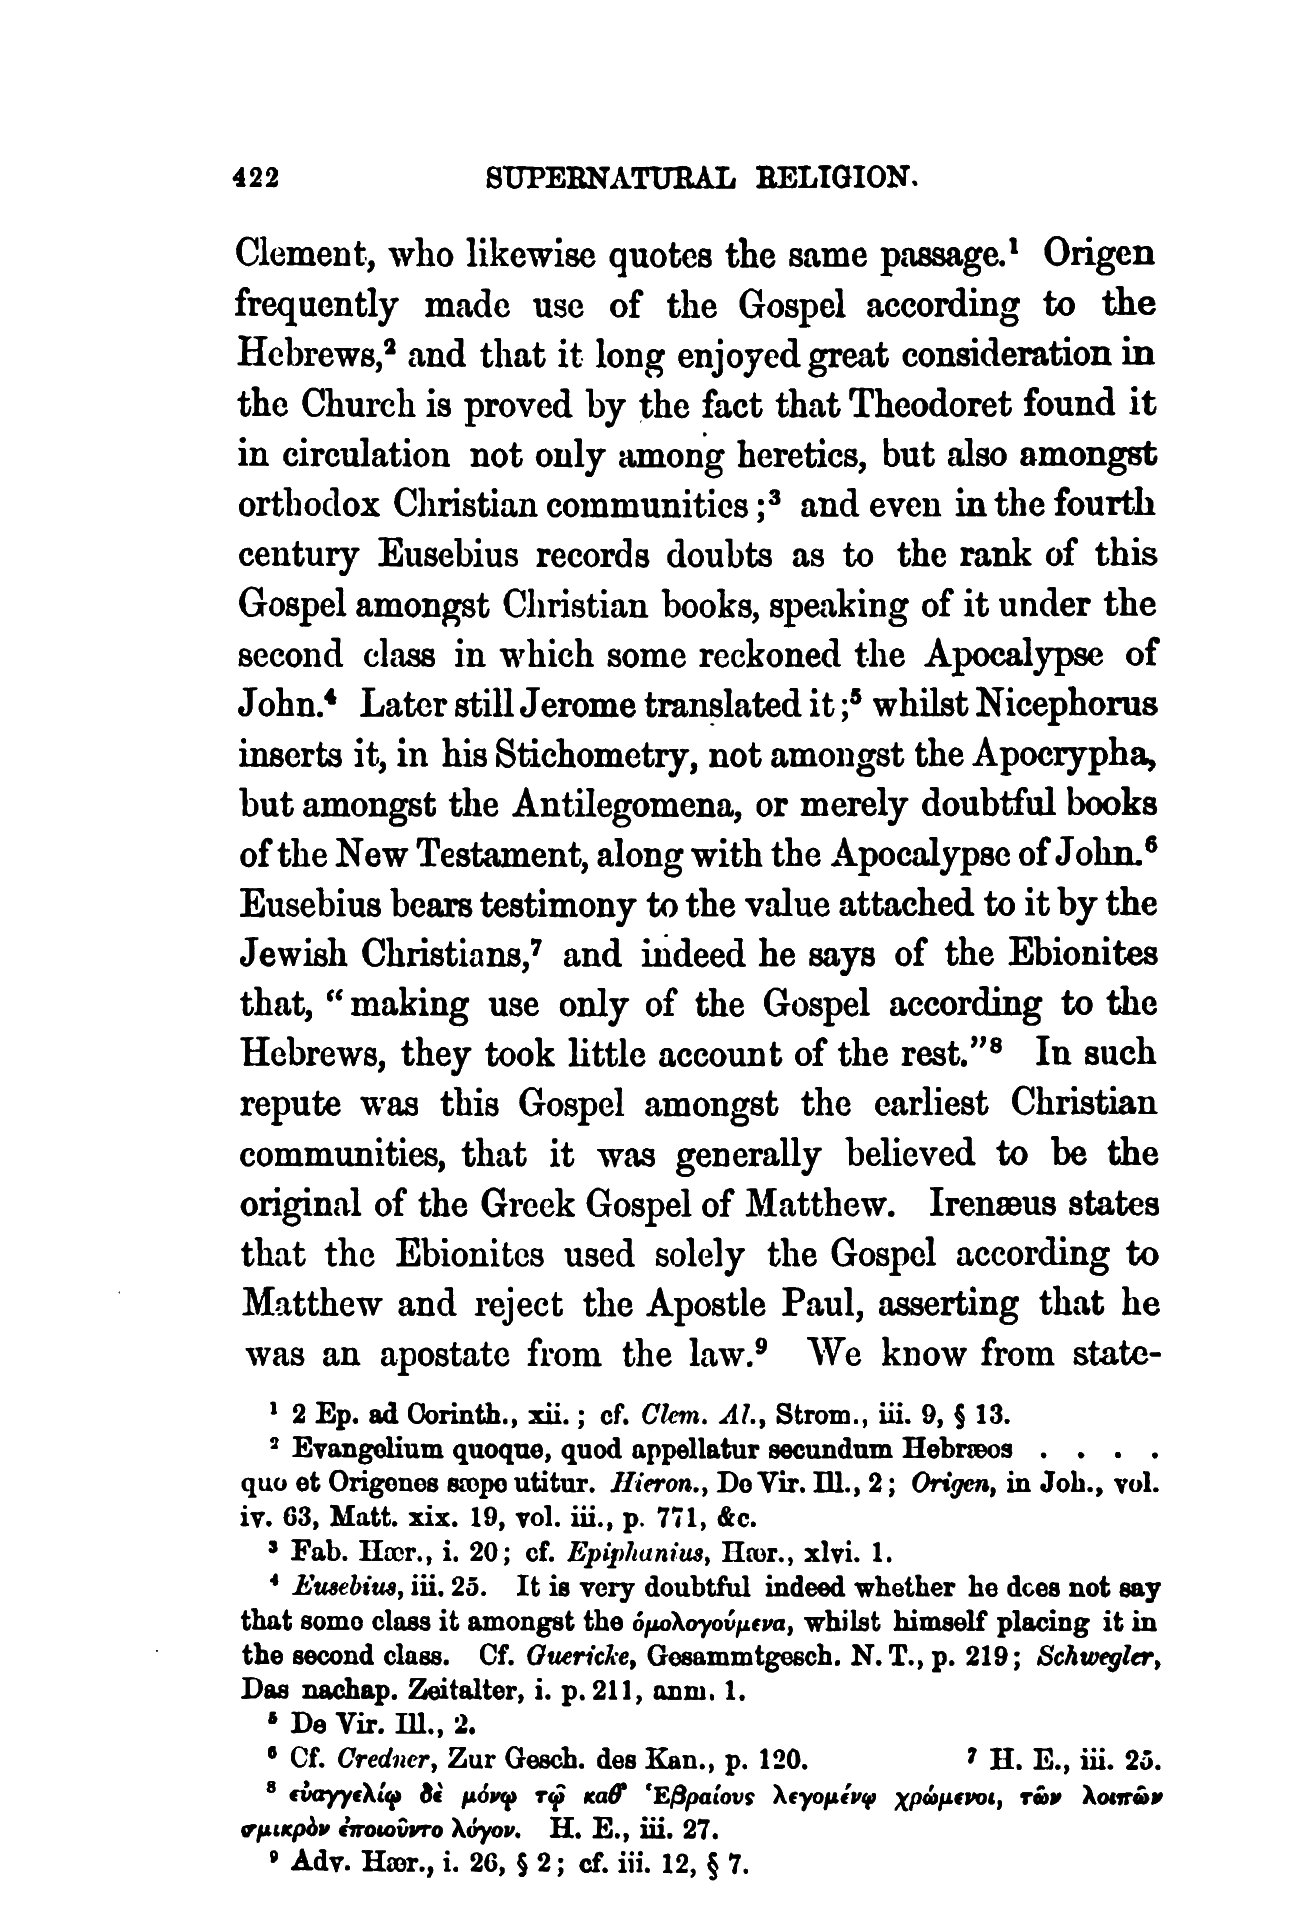 422 SUPERNATURAL RELIGION.
Clement, who likewise quotes the same passage.¹ Origen
frequently made use of the Gospel according to the
Hebrews,² and that it long enjoyed great consideration in
the Church is proved by the fact that Theodoret found it
in circulation not only among heretics, but also amongst
orthodox Christian communities;³ and even in the fourth
century Eusebius records doubts as to the rank of this
Gospel amongst Christian books, speaking of it under the
second class in which some reckoned the Apocalypse of
John.⁴ Later still Jerome translated it;⁵ whilst Nicephorus
inserts it, in his Stichometry, not amongst the Apocrypha,
but amongst the Antilegomena, or merely doubtful books
of the New Testament, along with the Apocalypse of John.⁶
Eusebius bears testimony to the value attached to it by the
Jewish Christians,⁷ and indeed he says of the Ebionites
that, “making use only of the Gospel according to the
Hebrews, they took little account of the rest.”⁸ In such
repute was this Gospel amongst the earliest Christian
communities, that it was generally believed to be the
original of the Greek Gospel of Matthew. Irenæus states
that the Ebionites used solely the Gospel according to
Matthew and reject the Apostle Paul, asserting that he
was an apostate from the law.⁹ We know from state-
¹ 2 Ep. ad Corinth., xii.; cf. Clem. Al., Strom., iii. 9, § 13.
² Evangelium quoque, quod appellatur secundum Hebræos . . . .
quo et Origenes sæpe utitur. Hieron., De Vir. Ill., 2; Origen, in Joh., vol.
iv. 63, Matt. xix. 19, vol. iii., p. 771, &c.
³ Fab. Hær., i. 20; cf. Epiphanius, Hær., xlvi. 1.
⁴ Eusebius, iii. 25. It is very doubtful indeed whether he does not say
that some class it amongst the ὁμολογούμενα, whilst himself placing it in
the second class. Cf. Guericke, Gesammtgesch. N. T., p. 219; Schwegler,
Das nachap. Zeitalter, i. p. 211, anm. 1.
⁵ De Vir. Ill., 2.
⁶ Cf. Credner, Zur Gesch. des Kan., p. 120. ⁷ H. E., iii. 25.
⁸ εὐαγγελίῳ δὲ μόνῳ τῷ καθ’ Ἑβραίους λεγομένῳ χρώμενοι, τῶν λοιπῶν
σμικρὸν ἐποιοῦντο λόγον. H. E., iii. 27.
⁹ Adv. Hær., i. 26, § 2; cf. iii. 12, § 7.